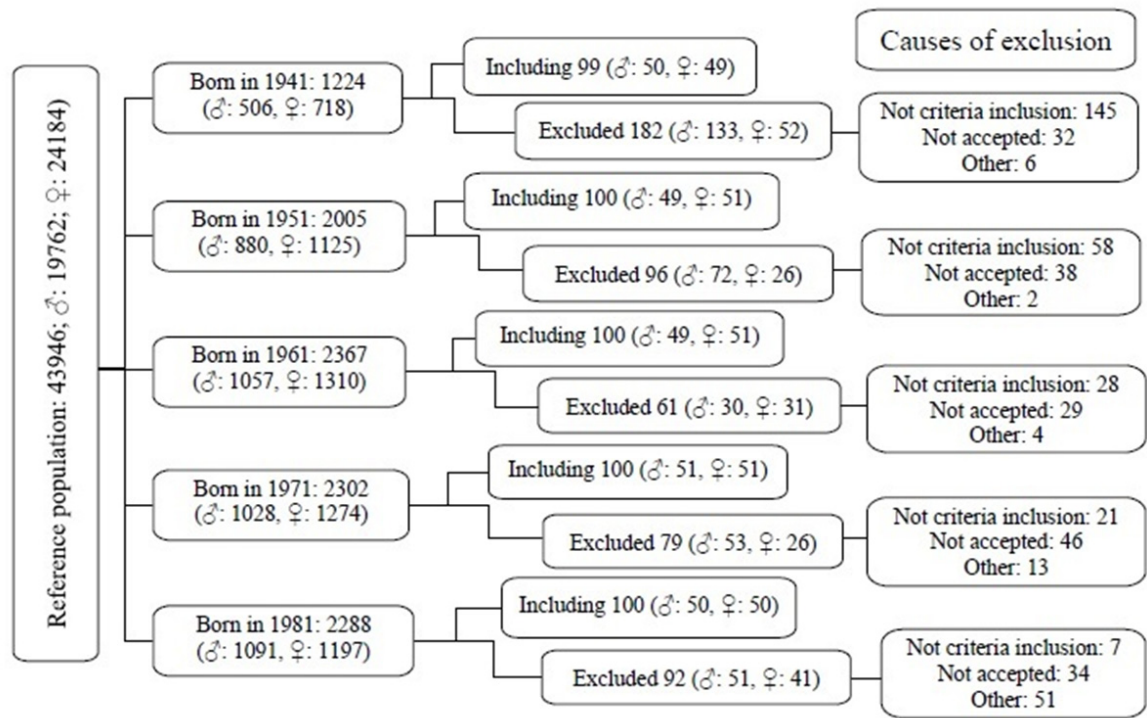 Reference population: 43946; ♂: 19762; ♀: 24184)
Causes of exclusion
Born in 1941: 1224
(♂: 506, ♀: 718)
Including 99 (♂: 50, ♀: 49)
Excluded 182 (♂: 133, ♀: 52)
Not criteria inclusion: 145
Not accepted: 32
Other: 6
Born in 1951: 2005
(♂: 880, ♀: 1125)
Including 100 (♂: 49, ♀: 51)
Excluded 96 (♂: 72, ♀: 26)
Not criteria inclusion: 58
Not accepted: 38
Other: 2
Born in 1961: 2367
(♂: 1057, ♀: 1310)
Including 100 (♂: 49, ♀: 51)
Excluded 61 (♂: 30, ♀: 31)
Not criteria inclusion: 28
Not accepted: 29
Other: 4
Born in 1971: 2302
(♂: 1028, ♀: 1274)
Including 100 (♂: 51, ♀: 51)
Excluded 79 (♂: 53, ♀: 26)
Not criteria inclusion: 21
Not accepted: 46
Other: 13
Born in 1981: 2288
(♂: 1091, ♀: 1197)
Including 100 (♂: 50, ♀: 50)
Excluded 92 (♂: 51, ♀: 41)
Not criteria inclusion: 7
Not accepted: 34
Other: 51